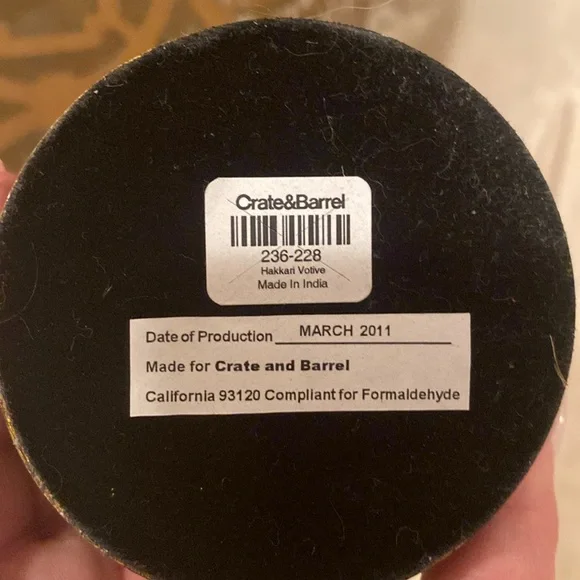 Crate&Barrel
236-228
Hakkari Votive
Made In India
Date of Production MARCH 2011
Made for Crate and Barrel
California 93120 Compliant for Formaldehyde